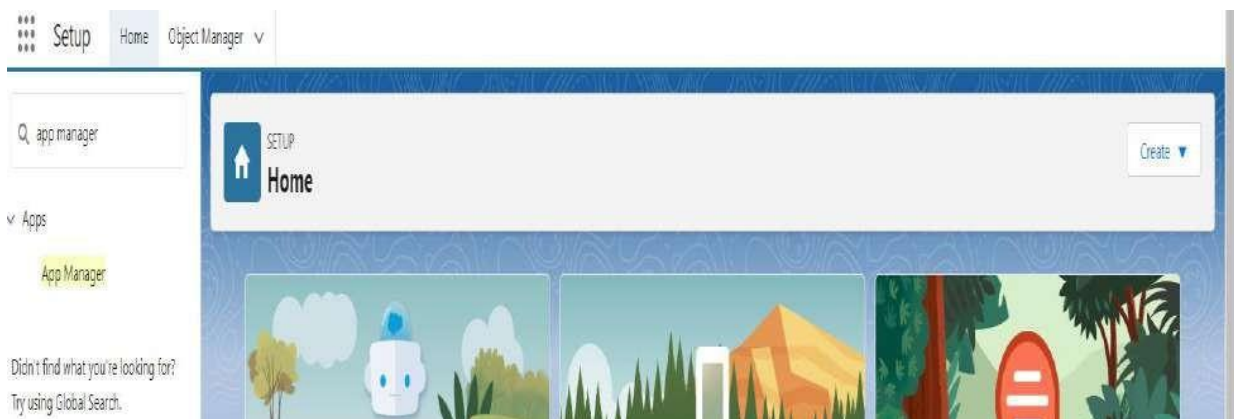 Setup Home Object Manager
app manager
SETUP
Home
Create
Apps
App Manager
Didn't find what you're looking for?
Try using Global Search.